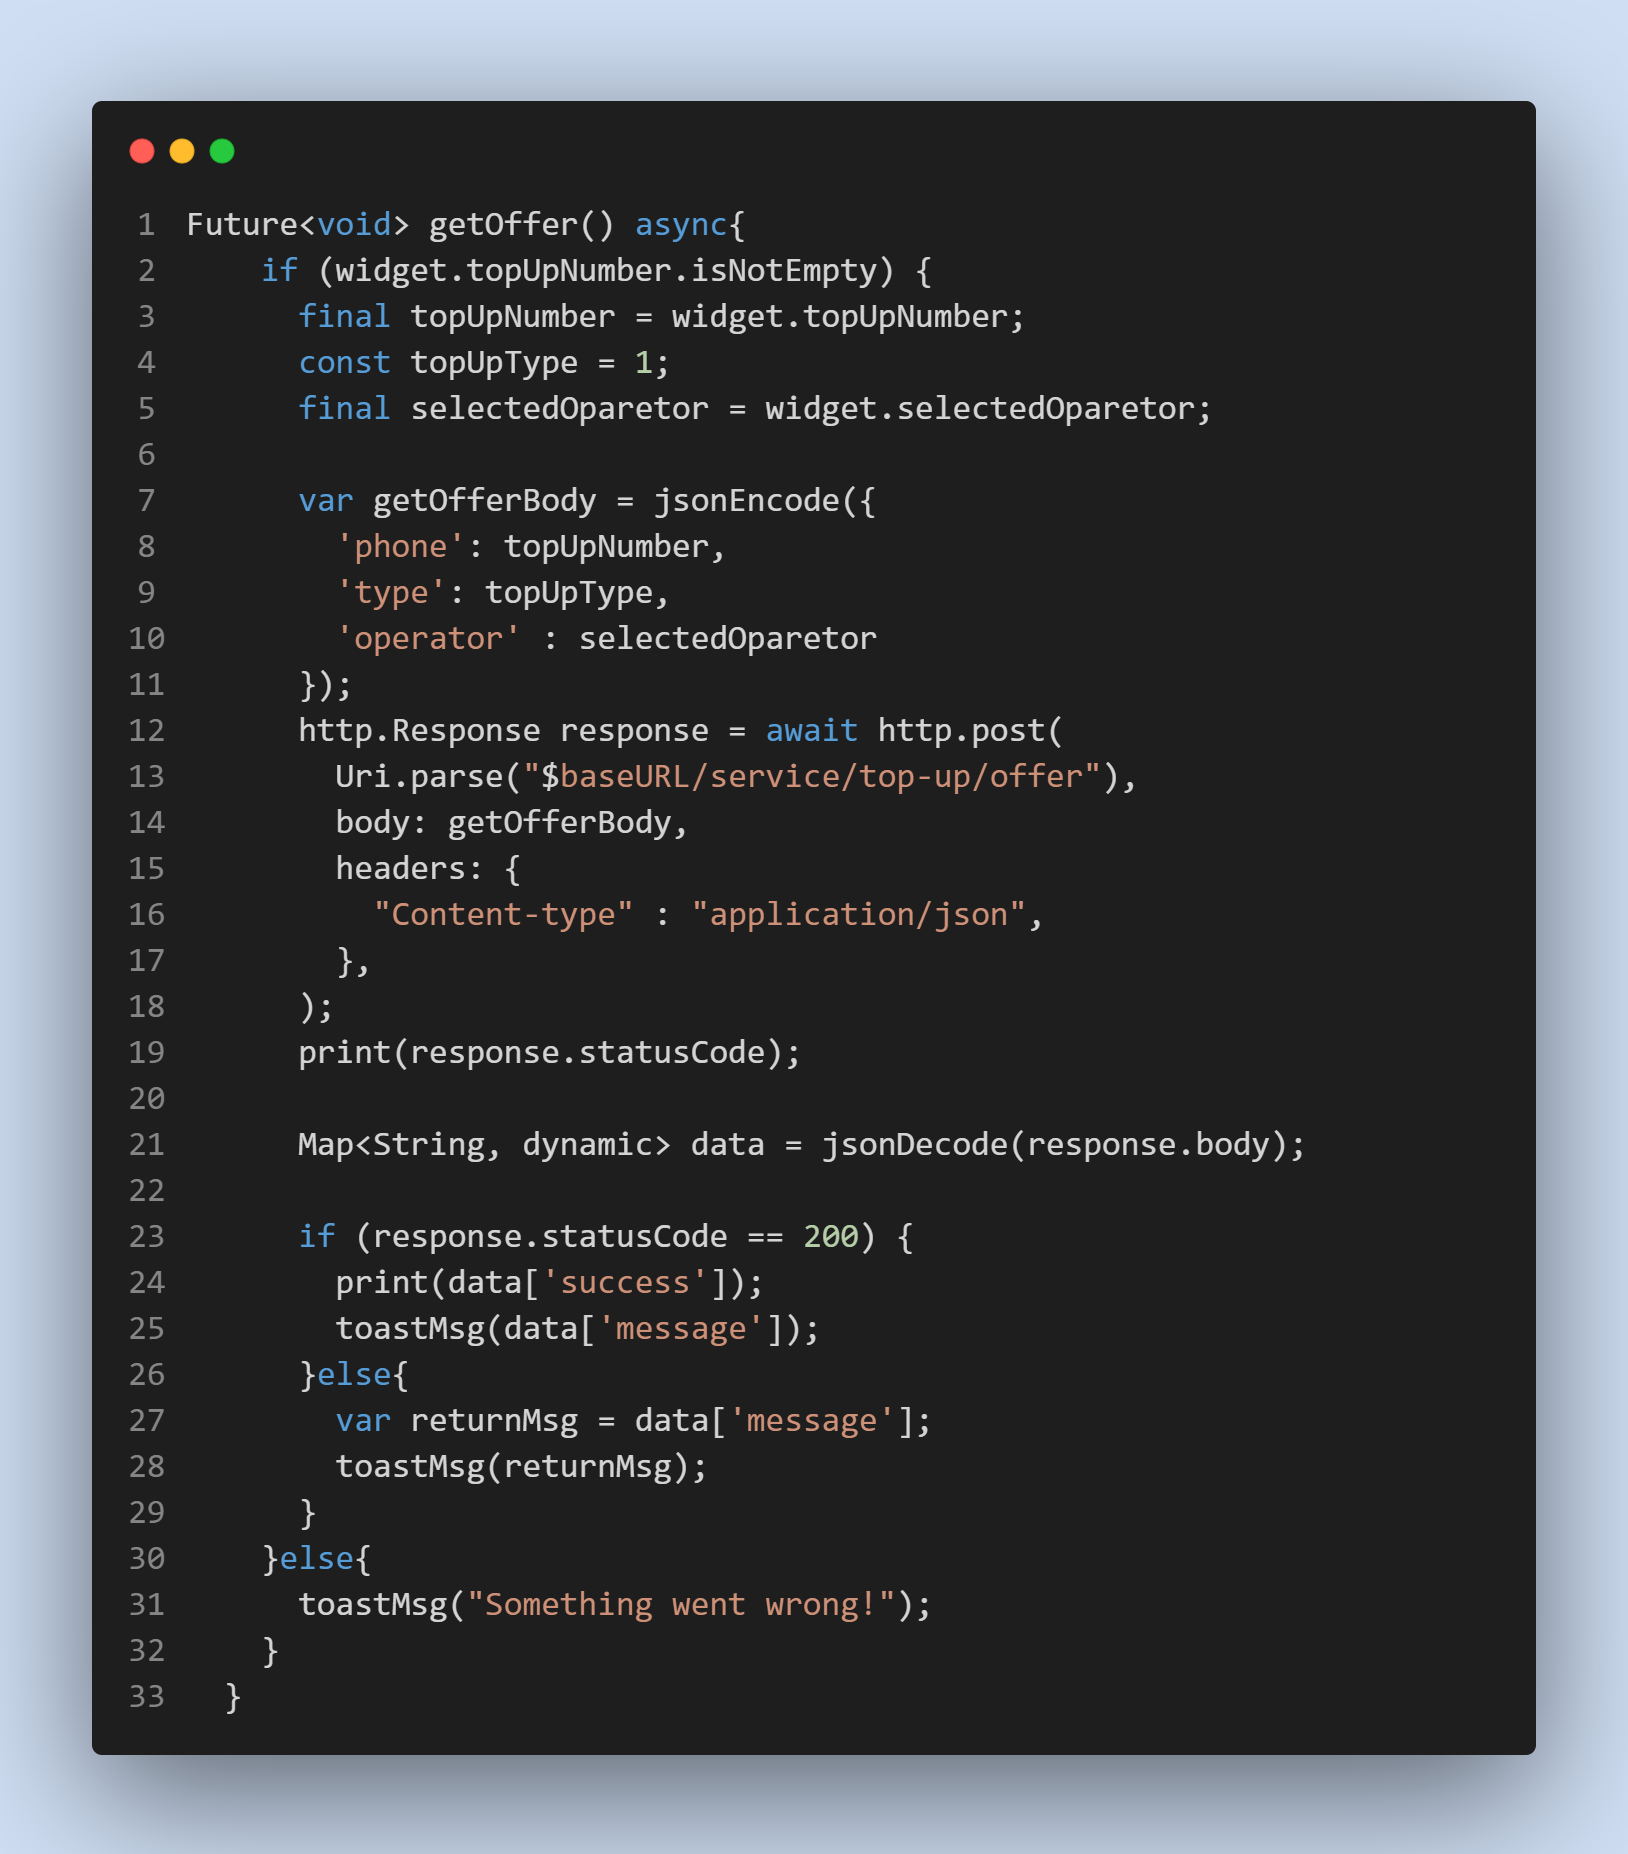 1 Future<void> getOffer() async{
2     if (widget.topUpNumber.isNotEmpty) {
3       final topUpNumber = widget.topUpNumber;
4       const topUpType = 1;
5       final selectedOparetor = widget.selectedOparetor;
6
7       var getOfferBody = jsonEncode({
8         'phone': topUpNumber,
9         'type': topUpType,
10         'operator' : selectedOparetor
11       });
12       http.Response response = await http.post(
13         Uri.parse("$baseURL/service/top-up/offer"),
14         body: getOfferBody,
15         headers: {
16           "Content-type" : "application/json",
17         },
18       );
19       print(response.statusCode);
20
21       Map<String, dynamic> data = jsonDecode(response.body);
22
23       if (response.statusCode == 200) {
24         print(data['success']);
25         toastMsg(data['message']);
26       }else{
27         var returnMsg = data['message'];
28         toastMsg(returnMsg);
29       }
30     }else{
31       toastMsg("Something went wrong!");
32     }
33   }